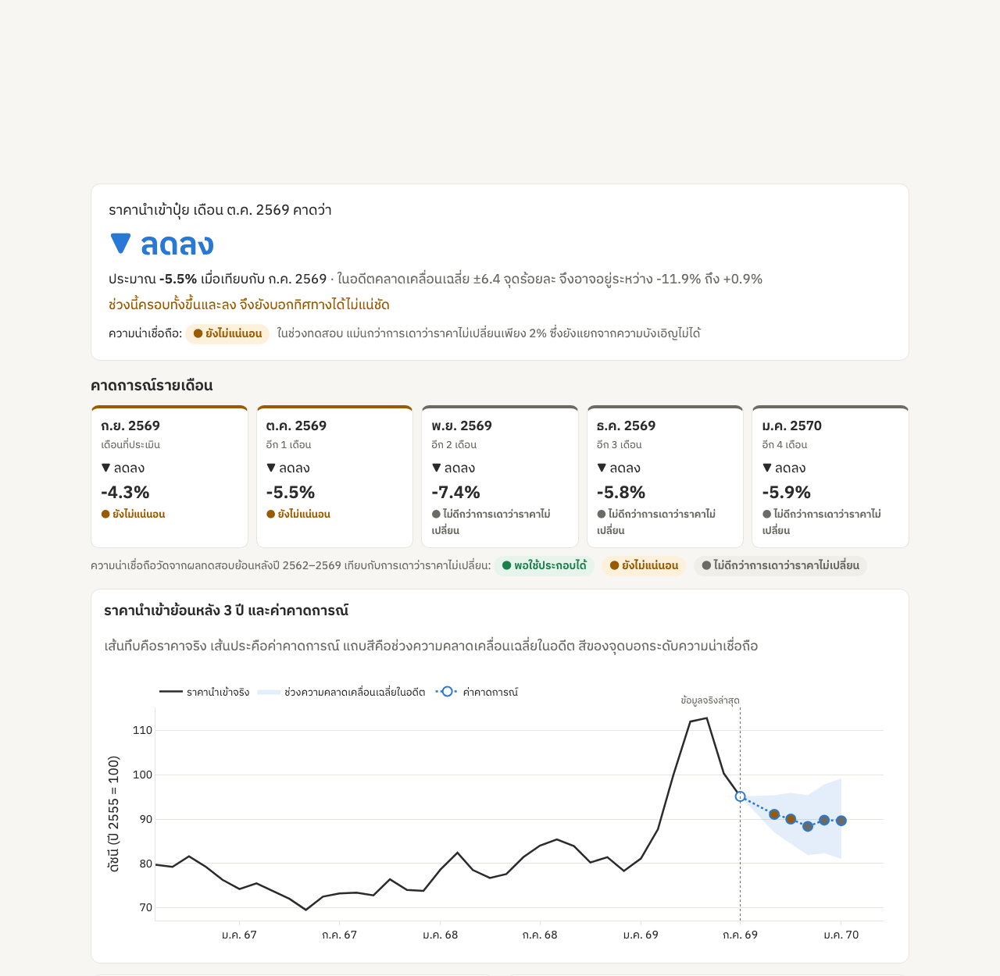 ราคานำเข้าปุ๋ย เดือน ต.ค. 2569 คาดว่า
▼ ลดลง
ประมาณ -5.5% เมื่อเทียบกับ ก.ค. 2569 · ในอดีตคลาดเคลื่อนเฉลี่ย ±6.4 จุดร้อยละ จึงอาจอยู่ระหว่าง -11.9% ถึง +0.9%
ช่วงนี้ครอบทั้งขึ้นและลง จึงยังบอกทิศทางได้ไม่แน่ชัด
ความน่าเชื่อถือ: ● ยังไม่แน่นอน ในช่วงทดสอบ แม่นกว่าการเดาว่าราคาไม่เปลี่ยนเพียง 2% ซึ่งยังแยกจากความบังเอิญไม่ได้
คาดการณ์รายเดือน
ก.ย. 2569
เดือนที่ประเมิน
▼ ลดลง
-4.3%
● ยังไม่แน่นอน
ต.ค. 2569
อีก 1 เดือน
▼ ลดลง
-5.5%
● ยังไม่แน่นอน
พ.ย. 2569
อีก 2 เดือน
▼ ลดลง
-7.4%
● ไม่ดีกว่าการเดาว่าราคาไม่
เปลี่ยน
ธ.ค. 2569
อีก 3 เดือน
▼ ลดลง
-5.8%
● ไม่ดีกว่าการเดาว่าราคาไม่
เปลี่ยน
ม.ค. 2570
อีก 4 เดือน
▼ ลดลง
-5.9%
● ไม่ดีกว่าการเดาว่าราคาไม่
เปลี่ยน
ความน่าเชื่อถือวัดจากผลทดสอบย้อนหลังปี 2562–2569 เทียบกับการเดาว่าราคาไม่เปลี่ยน: ● พอใช้ประกอบได้ ● ยังไม่แน่นอน ● ไม่ดีกว่าการเดาว่าราคาไม่เปลี่ยน
ราคานำเข้าย้อนหลัง 3 ปี และค่าคาดการณ์
เส้นทึบคือราคาจริง เส้นประคือค่าคาดการณ์ แถบสีคือช่วงความคลาดเคลื่อนเฉลี่ยในอดีต สีของจุดบอกระดับความน่าเชื่อถือ
ราคานำเข้าจริง ช่วงความคลาดเคลื่อนเฉลี่ยในอดีต ค่าคาดการณ์
ข้อมูลจริงล่าสุด
ดัชนี (ปี 2555 = 100)
110
100
90
80
70
ม.ค. 67 ก.ค. 67 ม.ค. 68 ก.ค. 68 ม.ค. 69 ก.ค. 69 ม.ค. 70